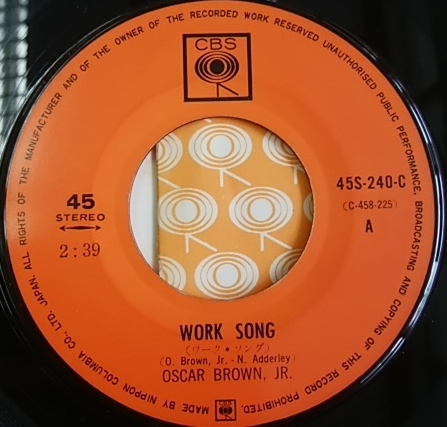 ALL RIGHTS OF THE MANUFACTURER AND OF THE OWNER OF THE RECORDED WORK RESERVED UNAUTHORISED PUBLIC PERFORMANCE, BROADCASTING AND COPYING OF THIS RECORD PROHIBITED.
CBS
45
STEREO
2:39
45S-240-C
(C-458-225)
A
WORK SONG
(ワーク・ソング)
(O. Brown, Jr. - N. Adderley)
OSCAR BROWN, JR.
MADE BY NIPPON COLUMBIA CO., LTD. JAPAN